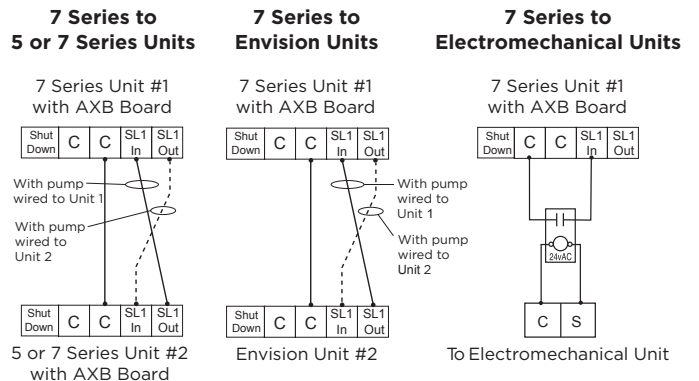 7 Series to
5 or 7 Series Units
7 Series to
Envision Units
7 Series to
Electromechanical Units
7 Series Unit #1
with AXB Board
7 Series Unit #1
with AXB Board
7 Series Unit #1
with AXB Board
Shut
Down
C
C
SL1
In
SL1
Out
Shut
Down
C
C
SL1
In
SL1
Out
Shut
Down
C
C
SL1
In
SL1
Out
With pump
wired to Unit 1
With pump
wired to
Unit 2
With pump
wired to
Unit 1
With pump
wired to
Unit 2
24vAC
Shut
Down
C
C
SL1
In
SL1
Out
Shut
Down
C
C
SL1
In
SL1
Out
C
S
5 or 7 Series Unit #2
with AXB Board
Envision Unit #2
To Electromechanical Unit